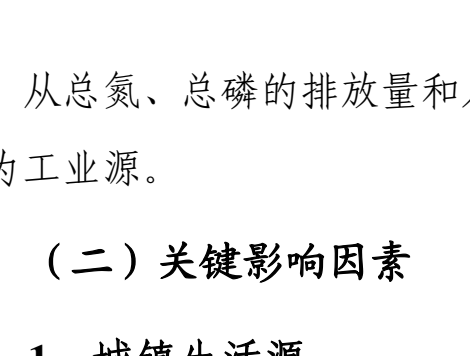 从总氮、总磷的排放量和
为工业源。
（二）关键影响因素
1 城镇生活源